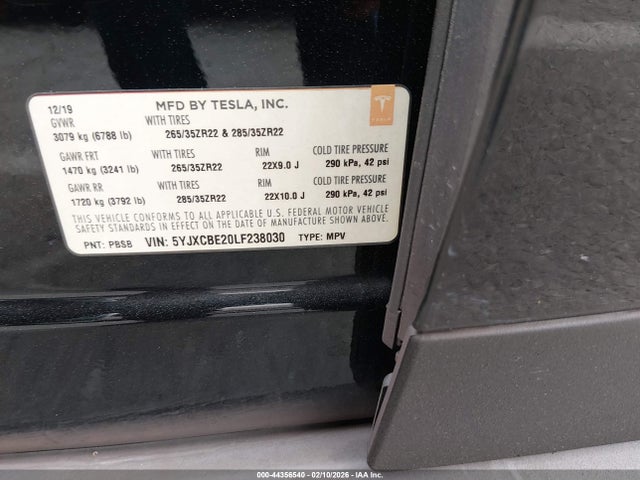 12/19 MFD BY TESLA, INC.
TESLA
GVWR WITH TIRES
3079 kg (6788 lb) 265/35ZR22 & 285/35ZR22
GAWR FRT WITH TIRES RIM COLD TIRE PRESSURE
1470 kg (3241 lb) 265/35ZR22 22X9.0 J 290 kPa, 42 psi
GAWR RR WITH TIRES RIM COLD TIRE PRESSURE
1720 kg (3792 lb) 285/35ZR22 22X10.0 J 290 kPa, 42 psi
THIS VEHICLE CONFORMS TO ALL APPLICABLE U.S. FEDERAL MOTOR VEHICLE
SAFETY STANDARDS IN EFFECT ON THE DATE OF MANUFACTURE SHOWN ABOVE.
PNT: PBSB VIN: 5YJXCBE20LF238030 TYPE: MPV
000-44356540 - 02/10/2026 - IAA Inc.